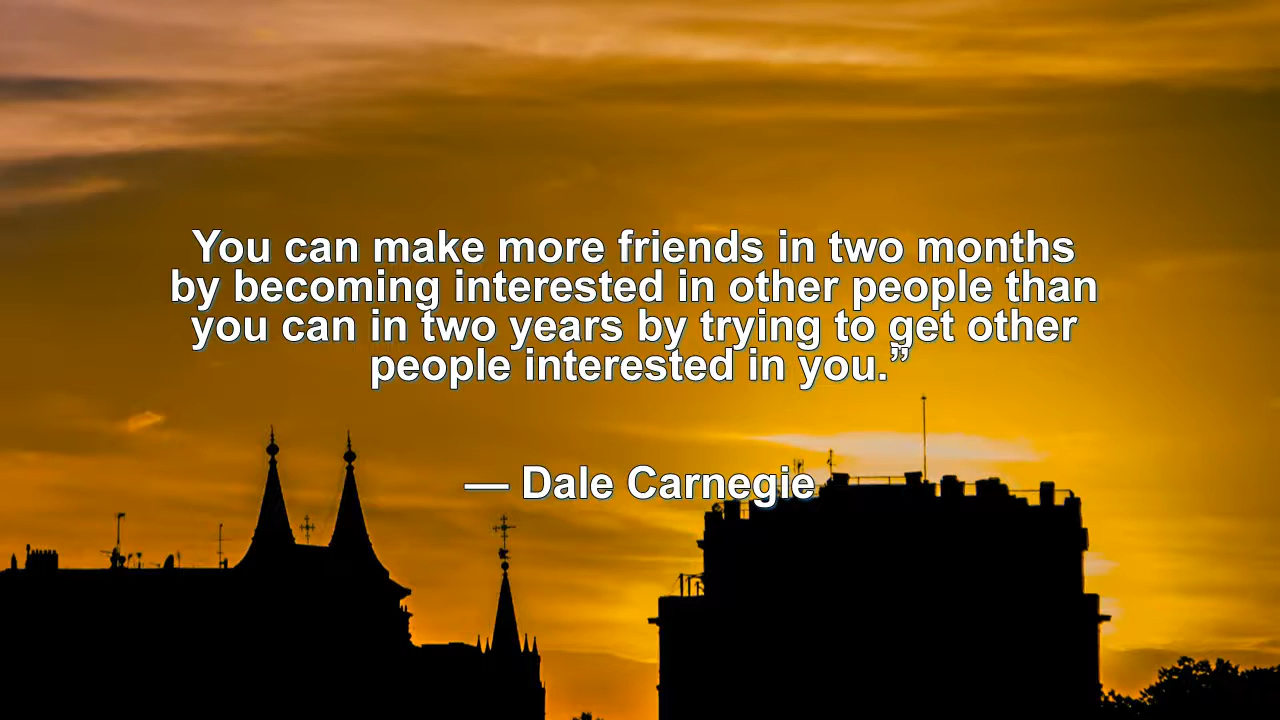 You can make more friends in two months
by becoming interested in other people than
you can in two years by trying to get other
people interested in you.”
— Dale Carnegie